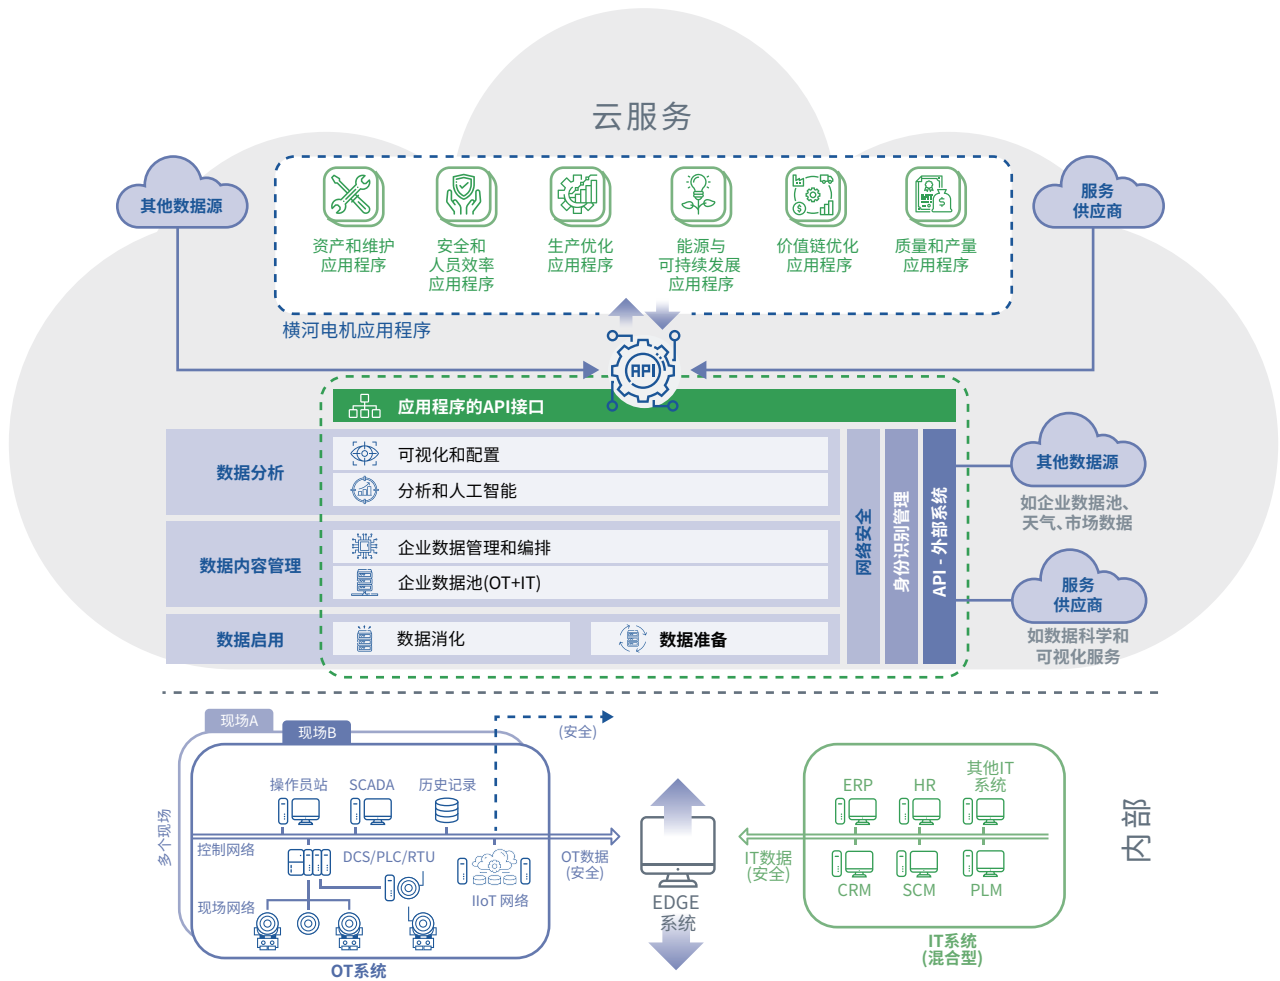 云服务
其他数据源
服务
供应商
资产和维护
应用程序
安全和
人员效率
应用程序
生产优化
应用程序
能源与
可持续发展
应用程序
价值链优化
应用程序
质量和产量
应用程序
横河电机应用程序
API
应用程序的API接口
数据分析
可视化和配置
分析和人工智能
数据内容管理
企业数据管理和编排
企业数据池(OT+IT)
数据启用
数据消化
数据准备
网络安全
身份识别管理
API - 外部系统
其他数据源
如企业数据池、
天气、市场数据
服务
供应商
如数据科学和
可视化服务
现场A
现场B
(安全)
多个现场
操作员站
SCADA
历史记录
控制网络
DCS/PLC/RTU
IIoT 网络
现场网络
OT系统
OT数据
(安全)
EDGE
系统
IT数据
(安全)
ERP
HR
其他IT
系统
CRM
SCM
PLM
IT系统
(混合型)
内部